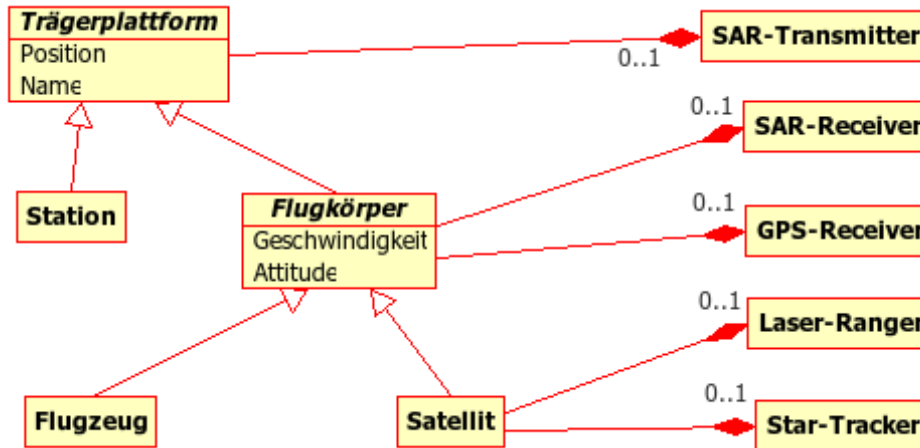 Trägerplattform
Position
Name
SAR-Transmitter
0..1
0..1
SAR-Receiver
Station
Flugkörper
Geschwindigkeit
Attitude
0..1
GPS-Receiver
0..1
Laser-Ranger
Flugzeug
Satellit
0..1
Star-Tracker